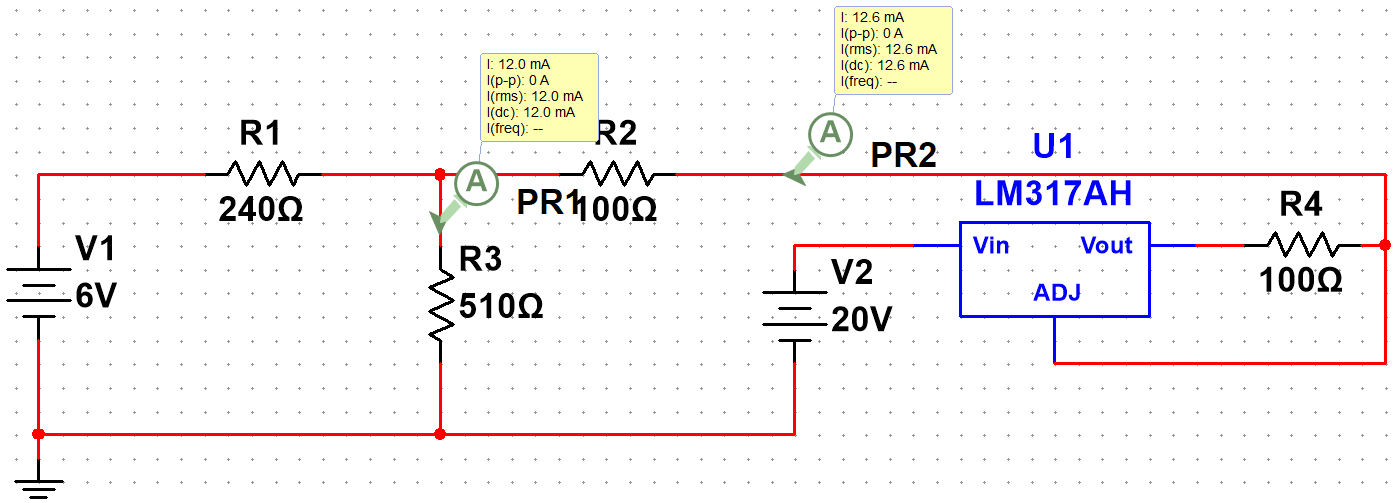 I: 12.6 mA
I(p-p): 0 A
I(rms): 12.6 mA
I(dc): 12.6 mA
I(freq): --
I: 12.0 mA
I(p-p): 0 A
I(rms): 12.0 mA
I(dc): 12.0 mA
I(freq): --
A
A
R1
240Ω
R2
100Ω
PR1
PR2
U1
LM317AH
Vin
Vout
ADJ
R4
100Ω
V1
6V
R3
510Ω
V2
20V